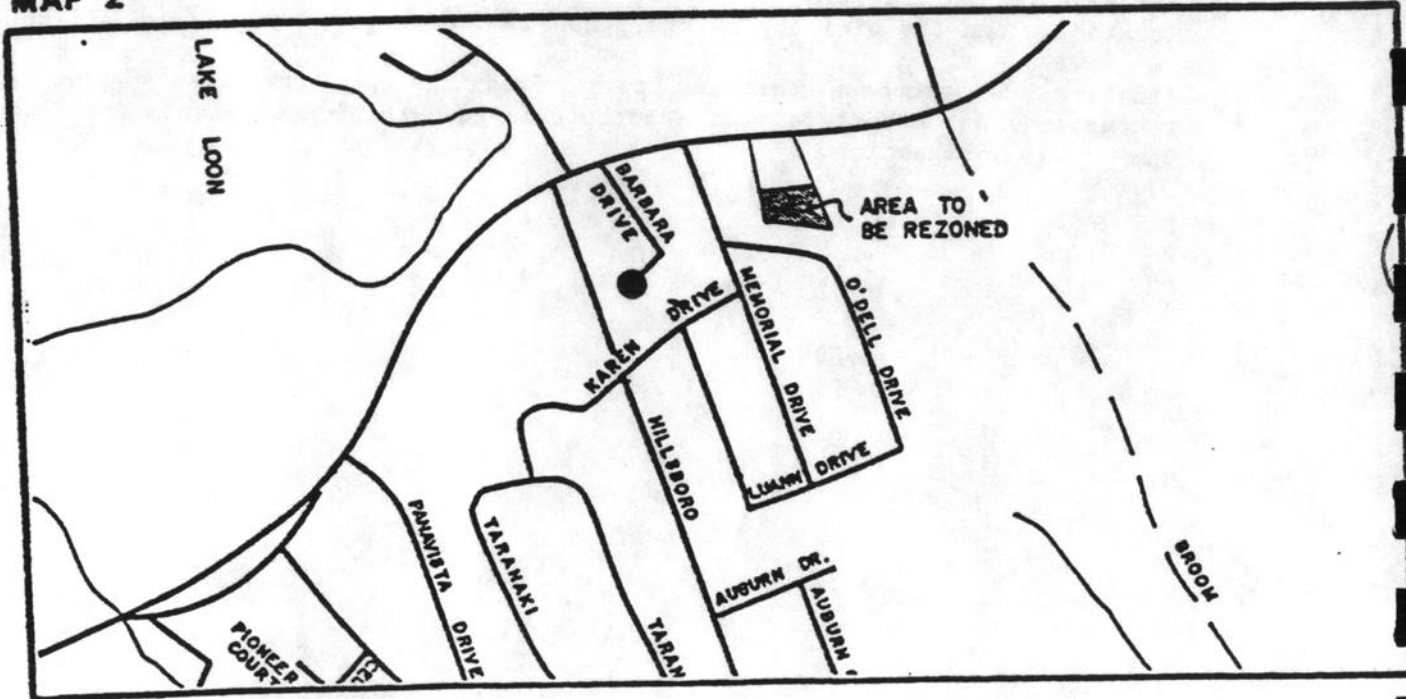 MAP 2
LAKE LOON
BARBARA
DRIVE
AREA TO
BE REZONED
KAREN DRIVE
MEMORIAL DRIVE
O'DELL DRIVE
HILLSBORO
LUANN DRIVE
PANAVISTA DRIVE
TARANAKI
TARAN
AUBURN DR.
AUBURN
BROOM
PIONEER
COURT